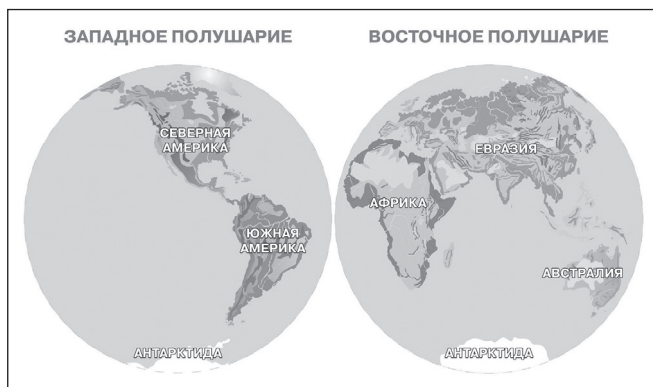 ЗАПАДНОЕ ПОЛУШАРИЕ
СЕВЕРНАЯ
АМЕРИКА
ЮЖНАЯ
АМЕРИКА
АНТАРКТИДА
ВОСТОЧНОЕ ПОЛУШАРИЕ
ЕВРАЗИЯ
АФРИКА
АВСТРАЛИЯ
АНТАРКТИДА